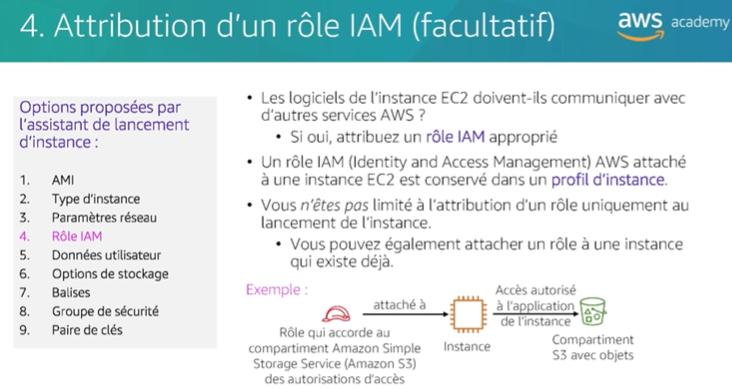 4. Attribution d'un rôle IAM (facultatif)
aws academy
Options proposées par
l'assistant de lancement
d'instance :
1. AMI
2. Type d'instance
3. Paramètres réseau
4. Rôle IAM
5. Données utilisateur
6. Options de stockage
7. Balises
8. Groupe de sécurité
9. Paire de clés
• Les logiciels de l'instance EC2 doivent-ils communiquer avec
d'autres services AWS ?
• Si oui, attribuez un rôle IAM approprié
• Un rôle IAM (Identity and Access Management) AWS attaché
à une instance EC2 est conservé dans un profil d'instance.
• Vous n'êtes pas limité à l'attribution d'un rôle uniquement au
lancement de l'instance.
• Vous pouvez également attacher un rôle à une instance
qui existe déjà.
Exemple :
attaché à
Accès autorisé
à l'application
de l'instance
Rôle qui accorde au
compartiment Amazon Simple
Storage Service (Amazon S3)
des autorisations d'accès
Instance
Compartiment
S3 avec objets